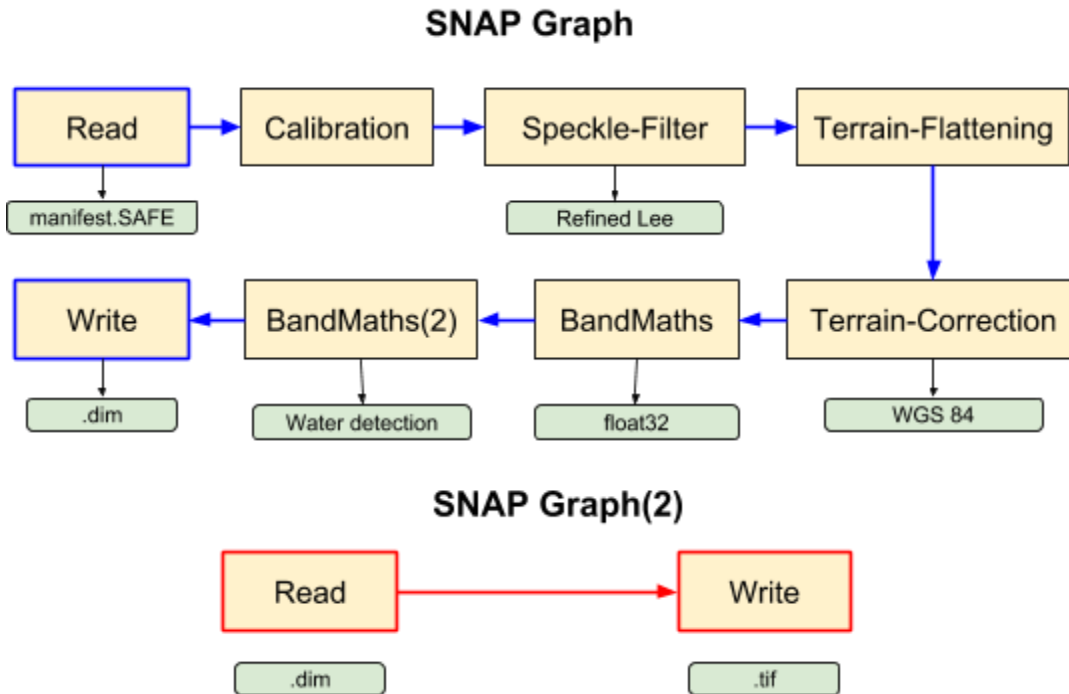 SNAP Graph
Read
Calibration
Speckle-Filter
Terrain-Flattening
manifest.SAFE
Refined Lee
Write
BandMaths(2)
BandMaths
Terrain-Correction
.dim
Water detection
float32
WGS 84
SNAP Graph(2)
Read
Write
.dim
.tif